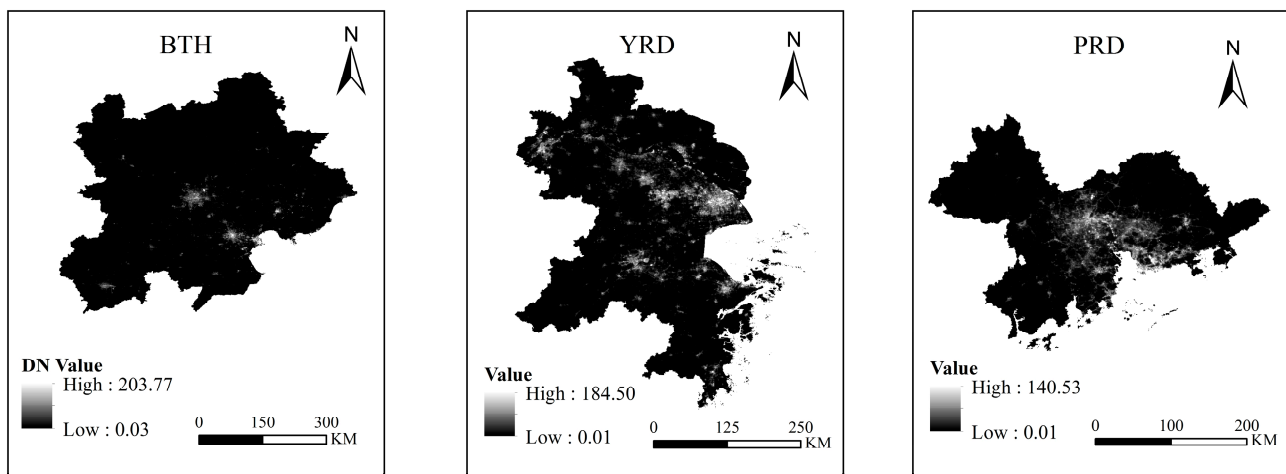 BTH
N
DN Value
High : 203.77
Low : 0.03
0 150 300
KM
YRD
N
Value
High : 184.50
Low : 0.01
0 125 250
KM
PRD
N
Value
High : 140.53
Low : 0.01
0 100 200
KM